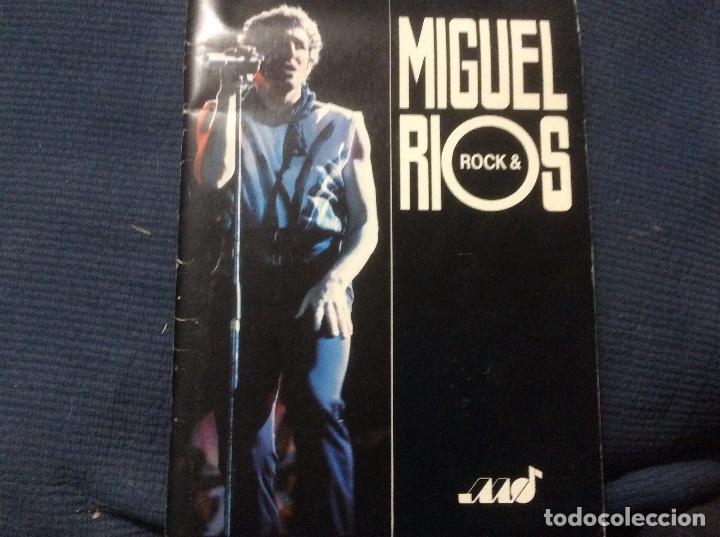 MIGUEL
RIOS
ROCK &
todocoleccion